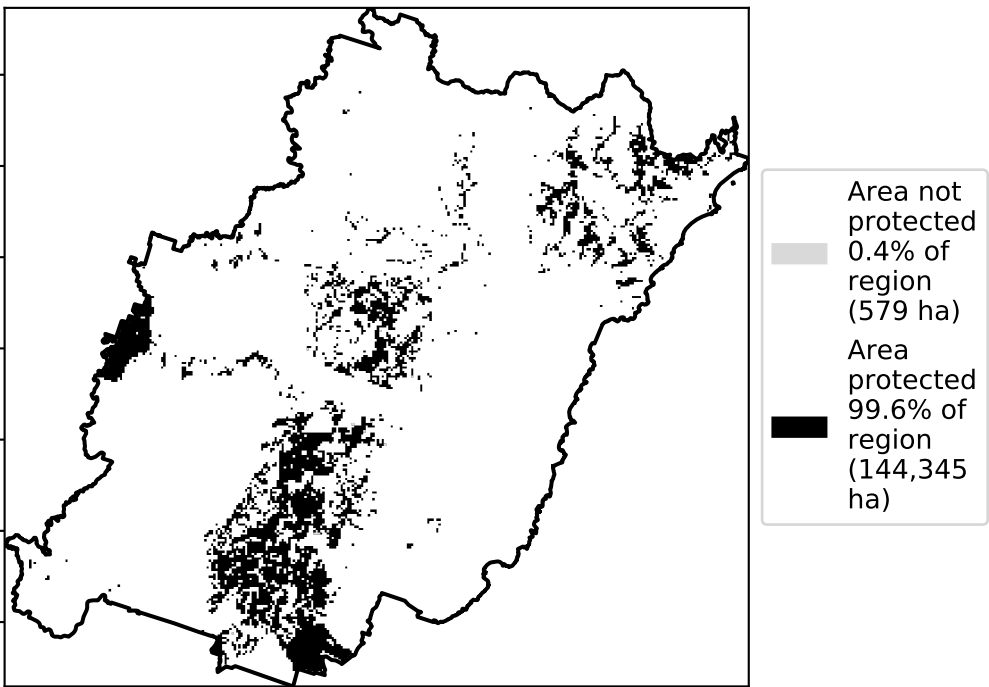 Area not
protected
0.4% of
region
(579 ha)
Area
protected
99.6% of
region
(144,345
ha)